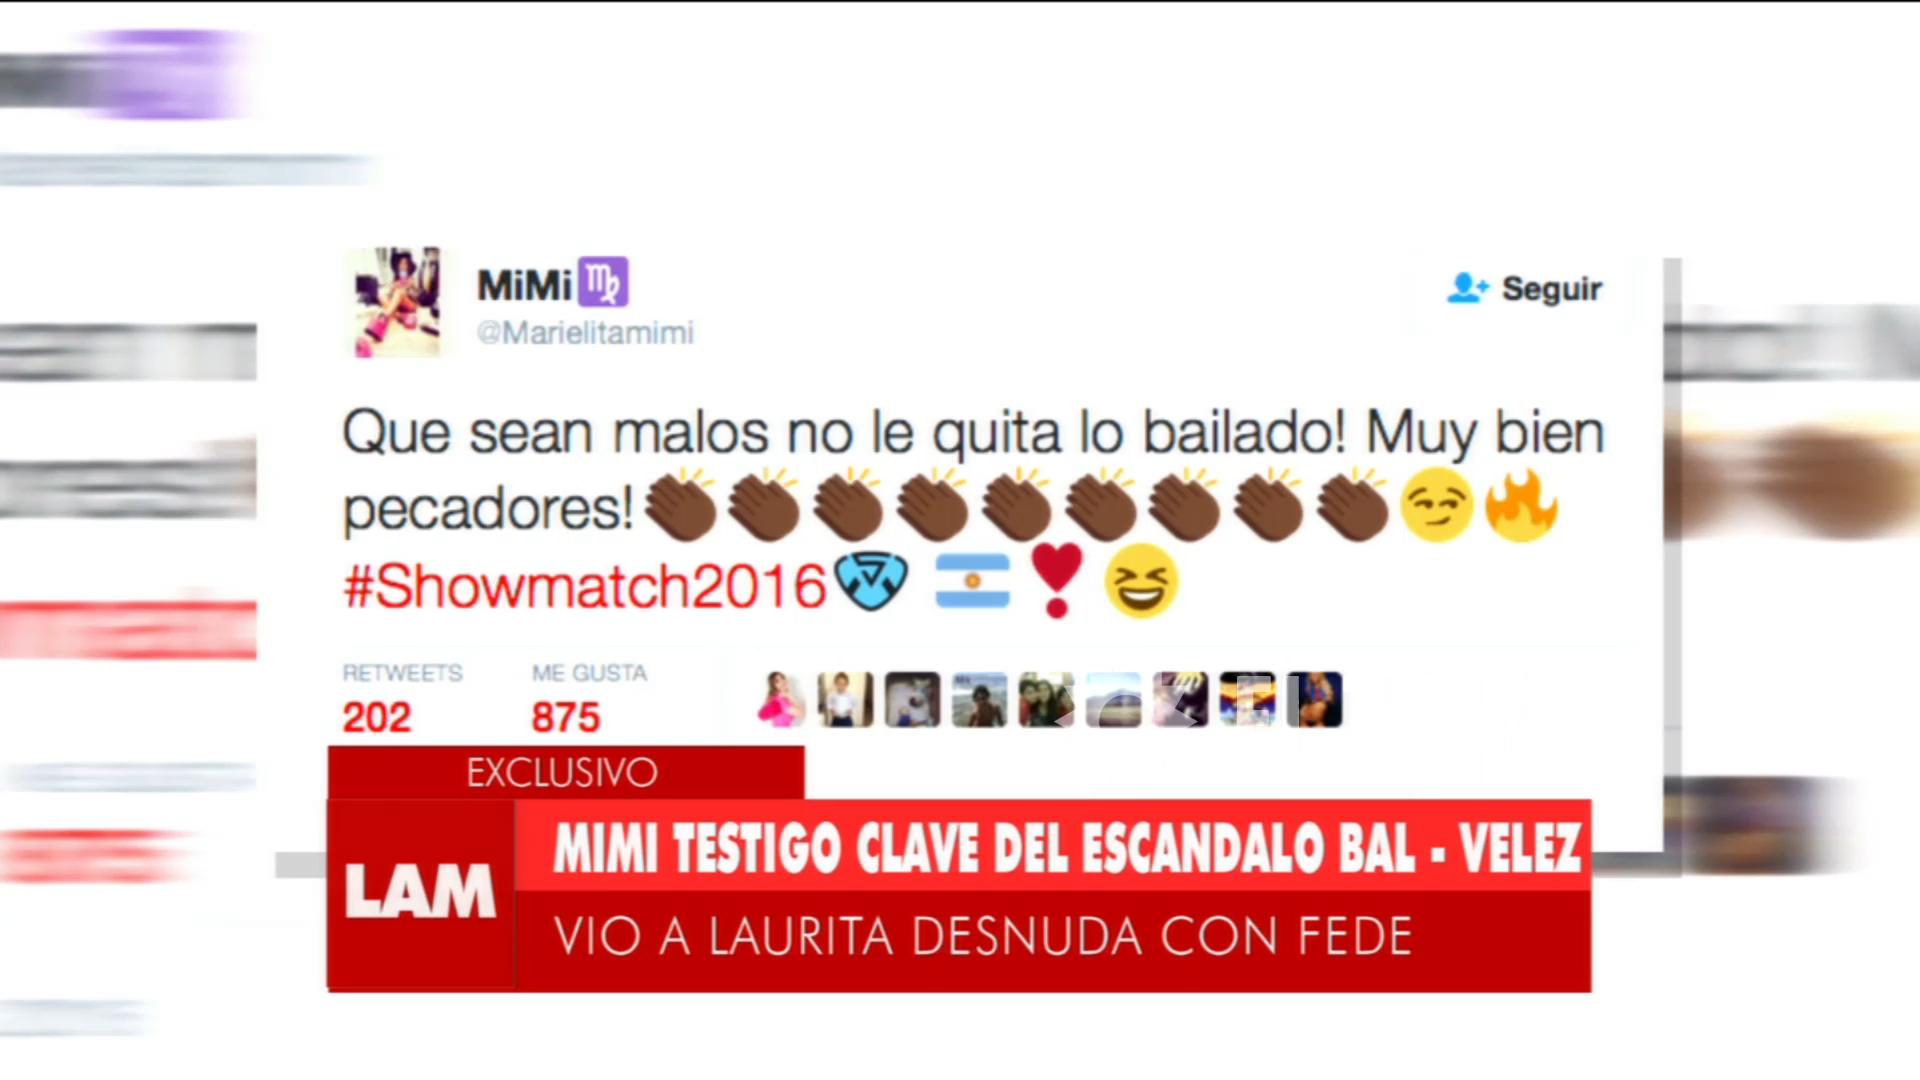 MiMi♍
@Marielitamimi
Seguir
Que sean malos no le quita lo bailado! Muy bien
pecadores!👏🏿👏🏿👏🏿👏🏿👏🏿👏🏿👏🏿👏🏿👏🏿😏🔥
#Showmatch2016 🇦🇷❣😆
RETWEETS ME GUSTA
202 875
EXCLUSIVO
LAM
MIMI TESTIGO CLAVE DEL ESCANDALO BAL - VELEZ
VIO A LAURITA DESNUDA CON FEDE